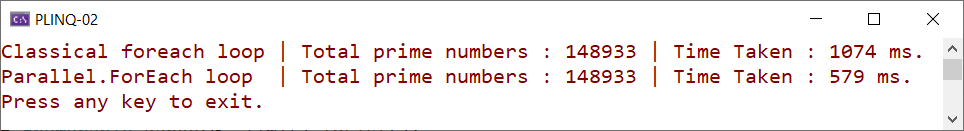 PLINQ-02
Classical foreach loop | Total prime numbers : 148933 | Time Taken : 1074 ms.
Parallel.ForEach loop  | Total prime numbers : 148933 | Time Taken : 579 ms.
Press any key to exit.